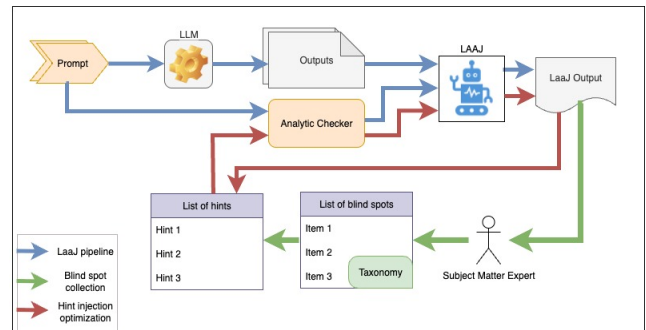 LLM
LAAJ
Prompt
Outputs
LaaJ Output
Analytic Checker
List of hints
Hint 1
Hint 2
Hint 3
List of blind spots
Item 1
Item 2
Item 3
Taxonomy
Subject Matter Expert
LaaJ pipeline
Blind spot
collection
Hint injection
optimization